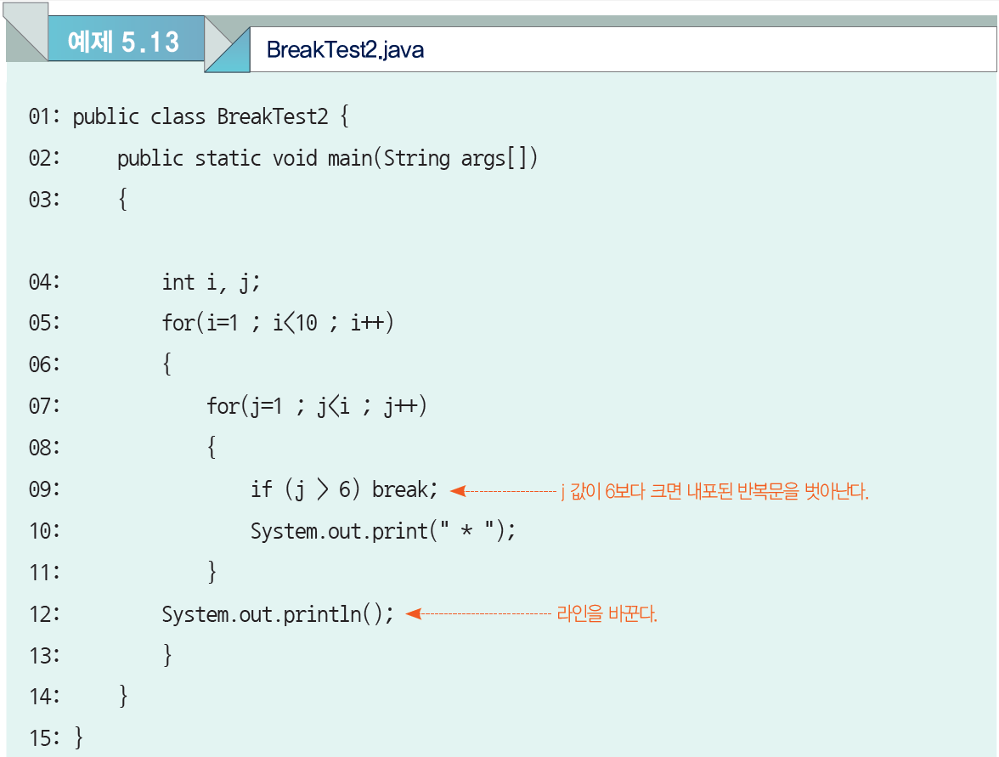 예제 5.13
BreakTest2.java
01: public class BreakTest2 {
02:     public static void main(String args[])
03:     {
04:         int i, j;
05:         for(i=1 ; i<10 ; i++)
06:         {
07:             for(j=1 ; j<i ; j++)
08:             {
09:                 if (j > 6) break; j 값이 6보다 크면 내포된 반복문을 벗아난다.
10:                 System.out.print(" * ");
11:             }
12:         System.out.println(); 라인을 바꾼다.
13:         }
14:     }
15: }